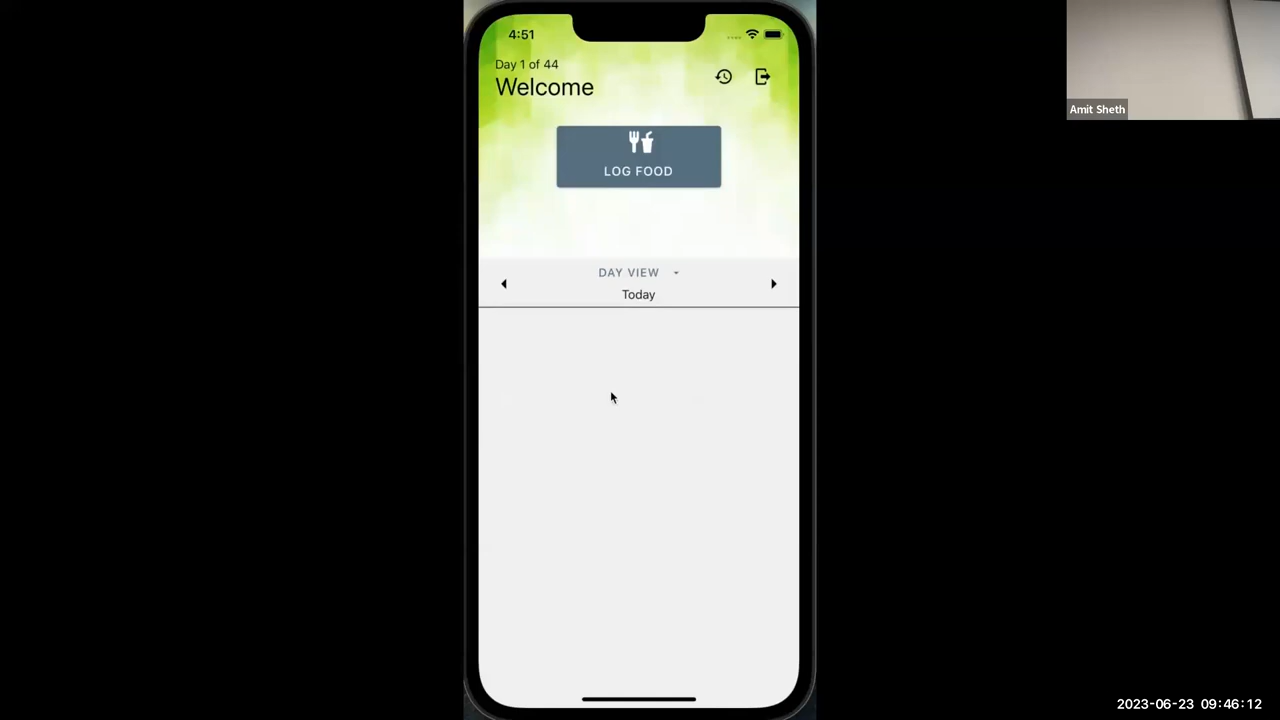 4:51
Day 1 of 44
Welcome
LOG FOOD
DAY VIEW
Today
Amit Sheth
2023-06-23 09:46:12